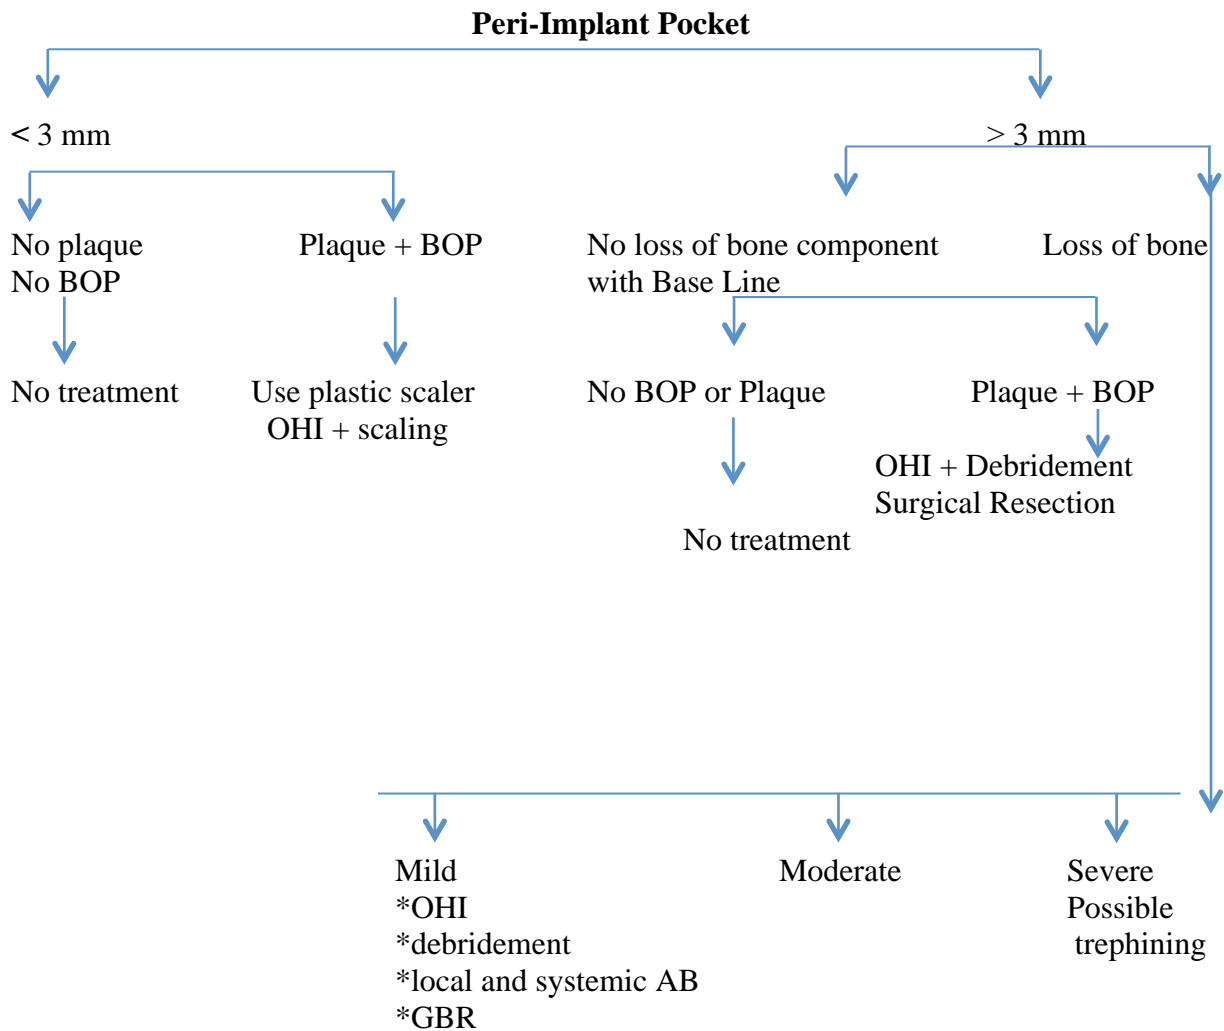 Peri-Implant Pocket
< 3 mm
> 3 mm
No plaque
No BOP
Plaque + BOP
No loss of bone component
with Base Line
Loss of bone
No treatment
Use plastic scaler
OHI + scaling
No BOP or Plaque
Plaque + BOP
No treatment
OHI + Debridement
Surgical Resection
Mild
*OHI
*debridement
*local and systemic AB
*GBR
Moderate
Severe
Possible
trephining